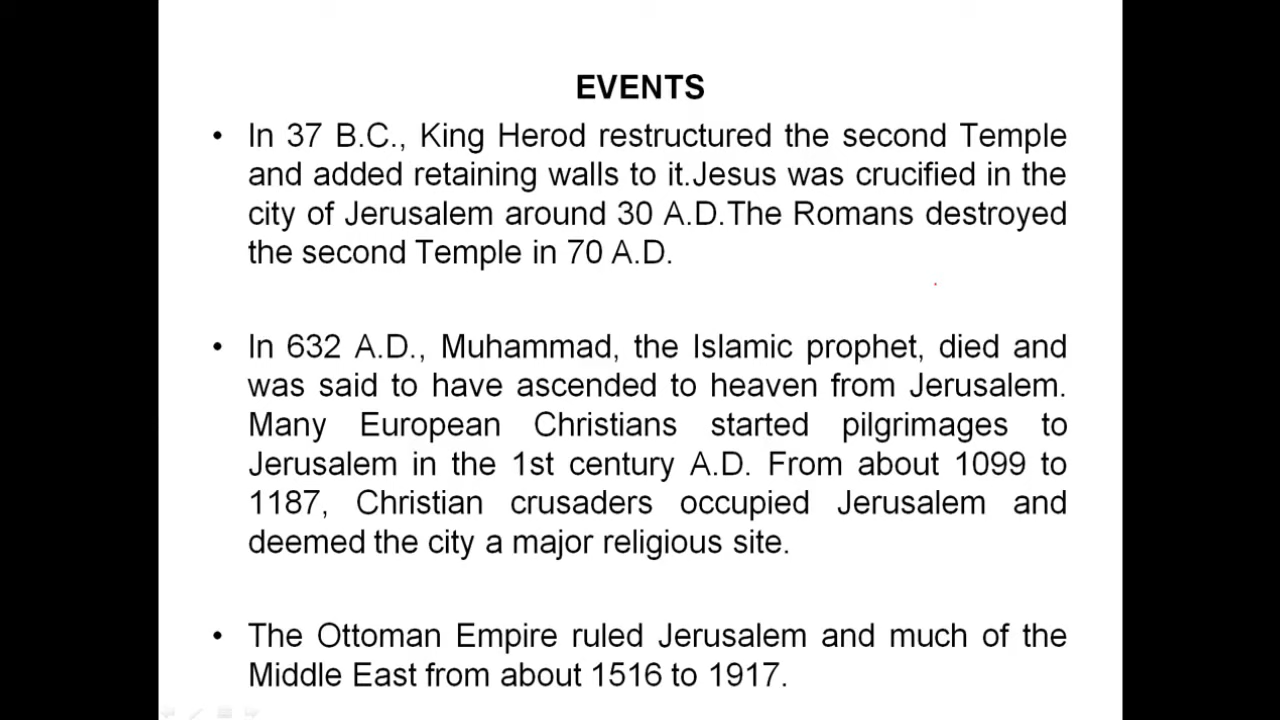 EVENTS
• In 37 B.C., King Herod restructured the second Temple
and added retaining walls to it.Jesus was crucified in the
city of Jerusalem around 30 A.D.The Romans destroyed
the second Temple in 70 A.D.
• In 632 A.D., Muhammad, the Islamic prophet, died and
was said to have ascended to heaven from Jerusalem.
Many European Christians started pilgrimages to
Jerusalem in the 1st century A.D. From about 1099 to
1187, Christian crusaders occupied Jerusalem and
deemed the city a major religious site.
• The Ottoman Empire ruled Jerusalem and much of the
Middle East from about 1516 to 1917.